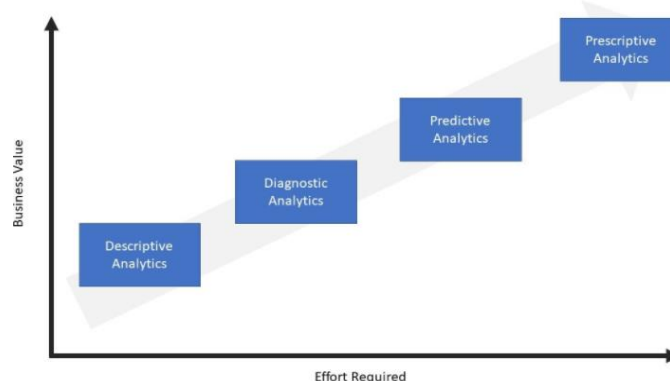 Prescriptive
Analytics
Predictive
Analytics
Diagnostic
Analytics
Descriptive
Analytics
Business Value
Effort Required